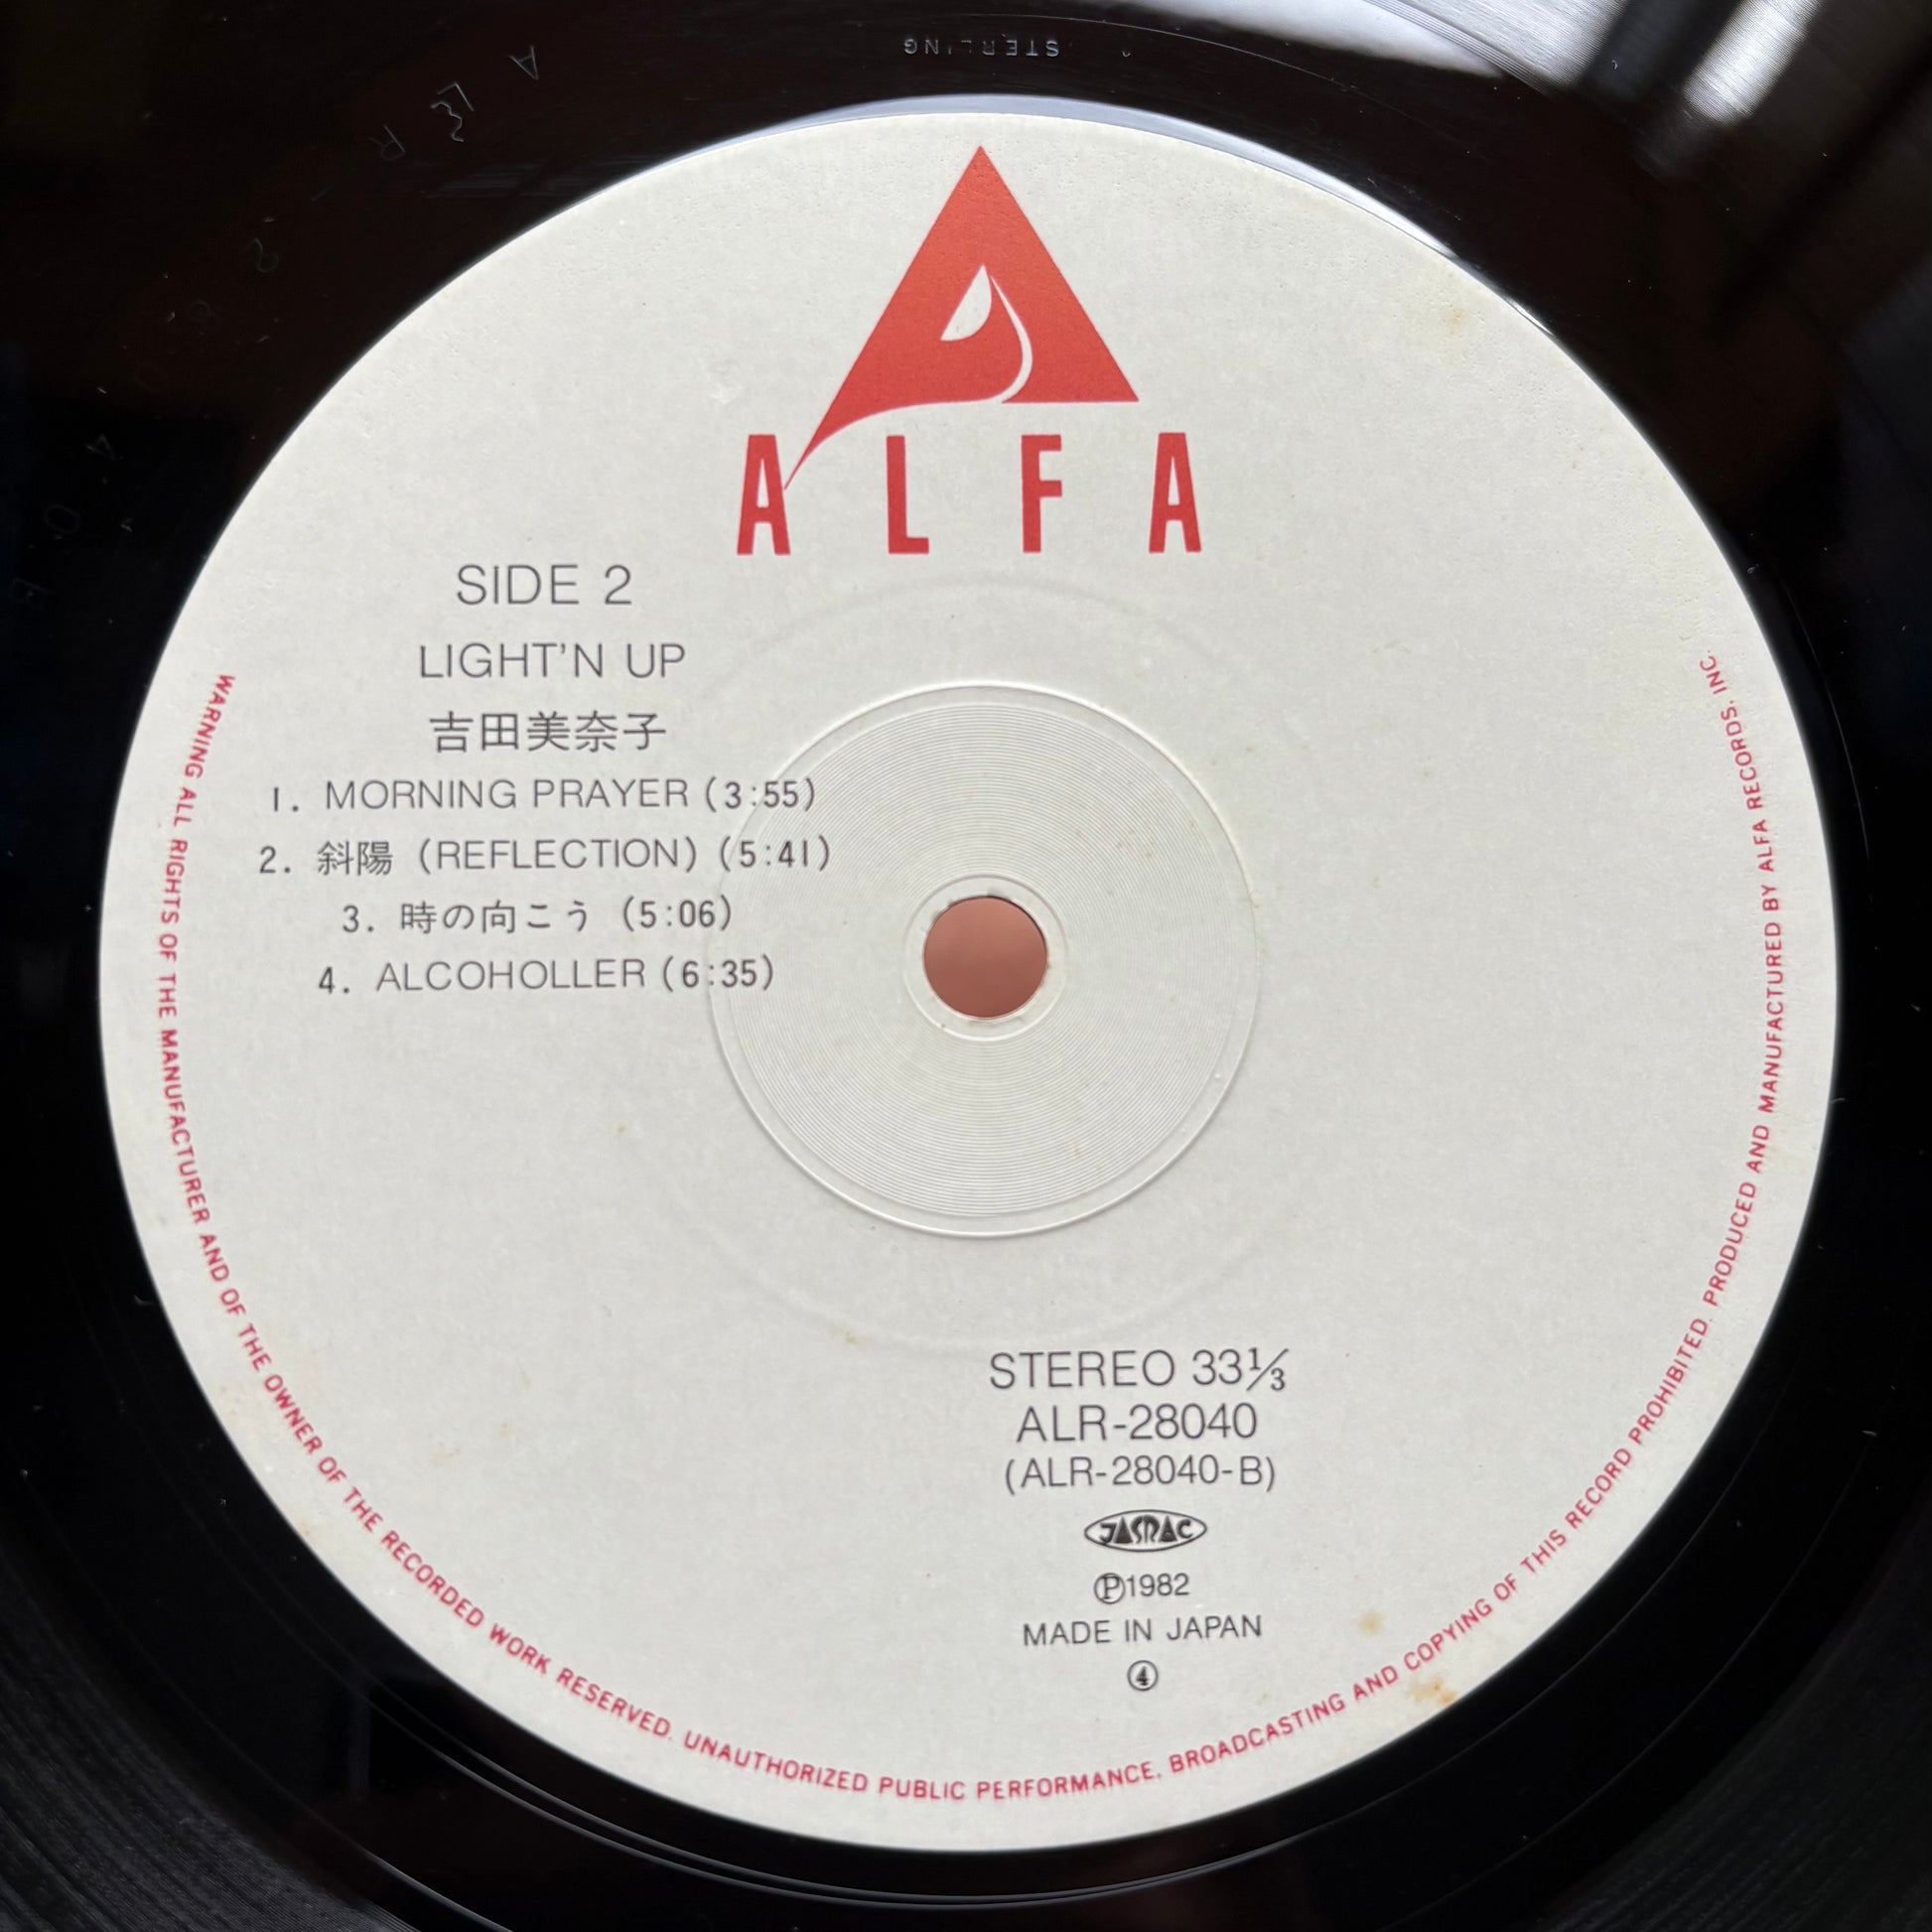 ALFA
SIDE 2
LIGHT'N UP
吉田美奈子
1. MORNING PRAYER (3:55)
2. 斜陽 (REFLECTION) (5:41)
3. 時の向こう (5:06)
4. ALCOHOLLER (6:35)
STEREO 33⅓
ALR-28040
(ALR-28040-B)
JASRAC
Ⓟ1982
MADE IN JAPAN
④
WARNING ALL RIGHTS OF THE MANUFACTURER AND OF THE OWNER OF THE RECORDED WORK RESERVED. UNAUTHORIZED PUBLIC PERFORMANCE, BROADCASTING AND COPYING OF THIS RECORD PROHIBITED. PRODUCED AND MANUFACTURED BY ALFA RECORDS, INC.
STERLING